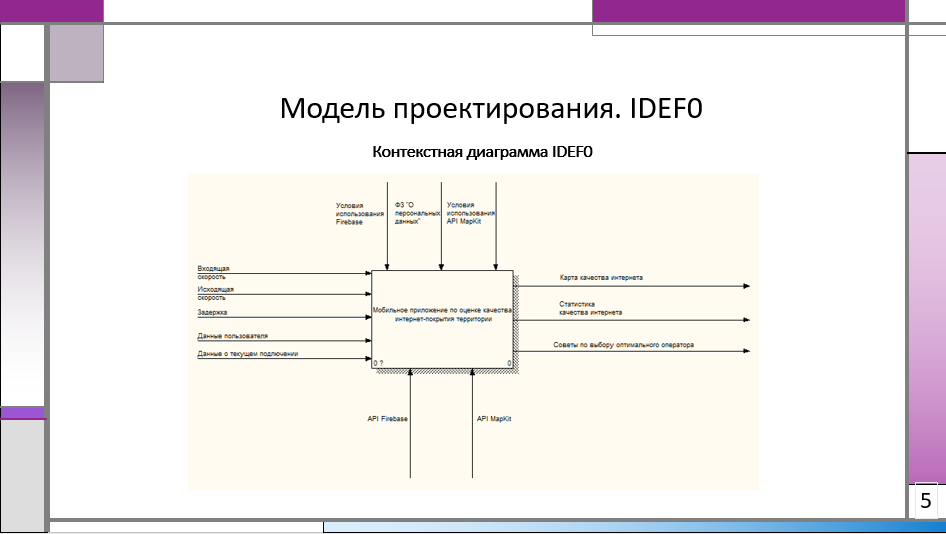 Модель проектирования. IDEF0
Контекстная диаграмма IDEF0
Условия
использования
Firebase
ФЗ "О
персональных
данных"
Условия
использования
API MapKit
Входящая
скорость
Исходящая
скорость
Задержка
Данные пользователя
Данные о текущем подлючении
Мобильное приложение по оценке качества
интернет-покрытия территории
0 ?
0
Карта качества интернета
Статистика
качества интернета
Советы по выбору оптимального оператора
API Firebase
API MapKit
5